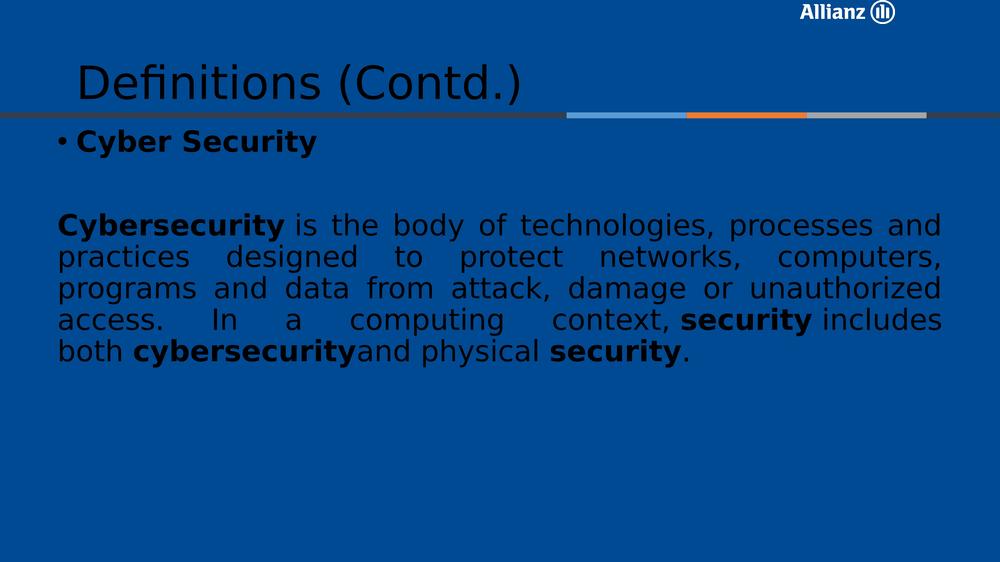 Allianz
Definitions (Contd.)
• Cyber Security
Cybersecurity is the body of technologies, processes and
practices designed to protect networks, computers,
programs and data from attack, damage or unauthorized
access. In a computing context, security includes
both cybersecurityand physical security.